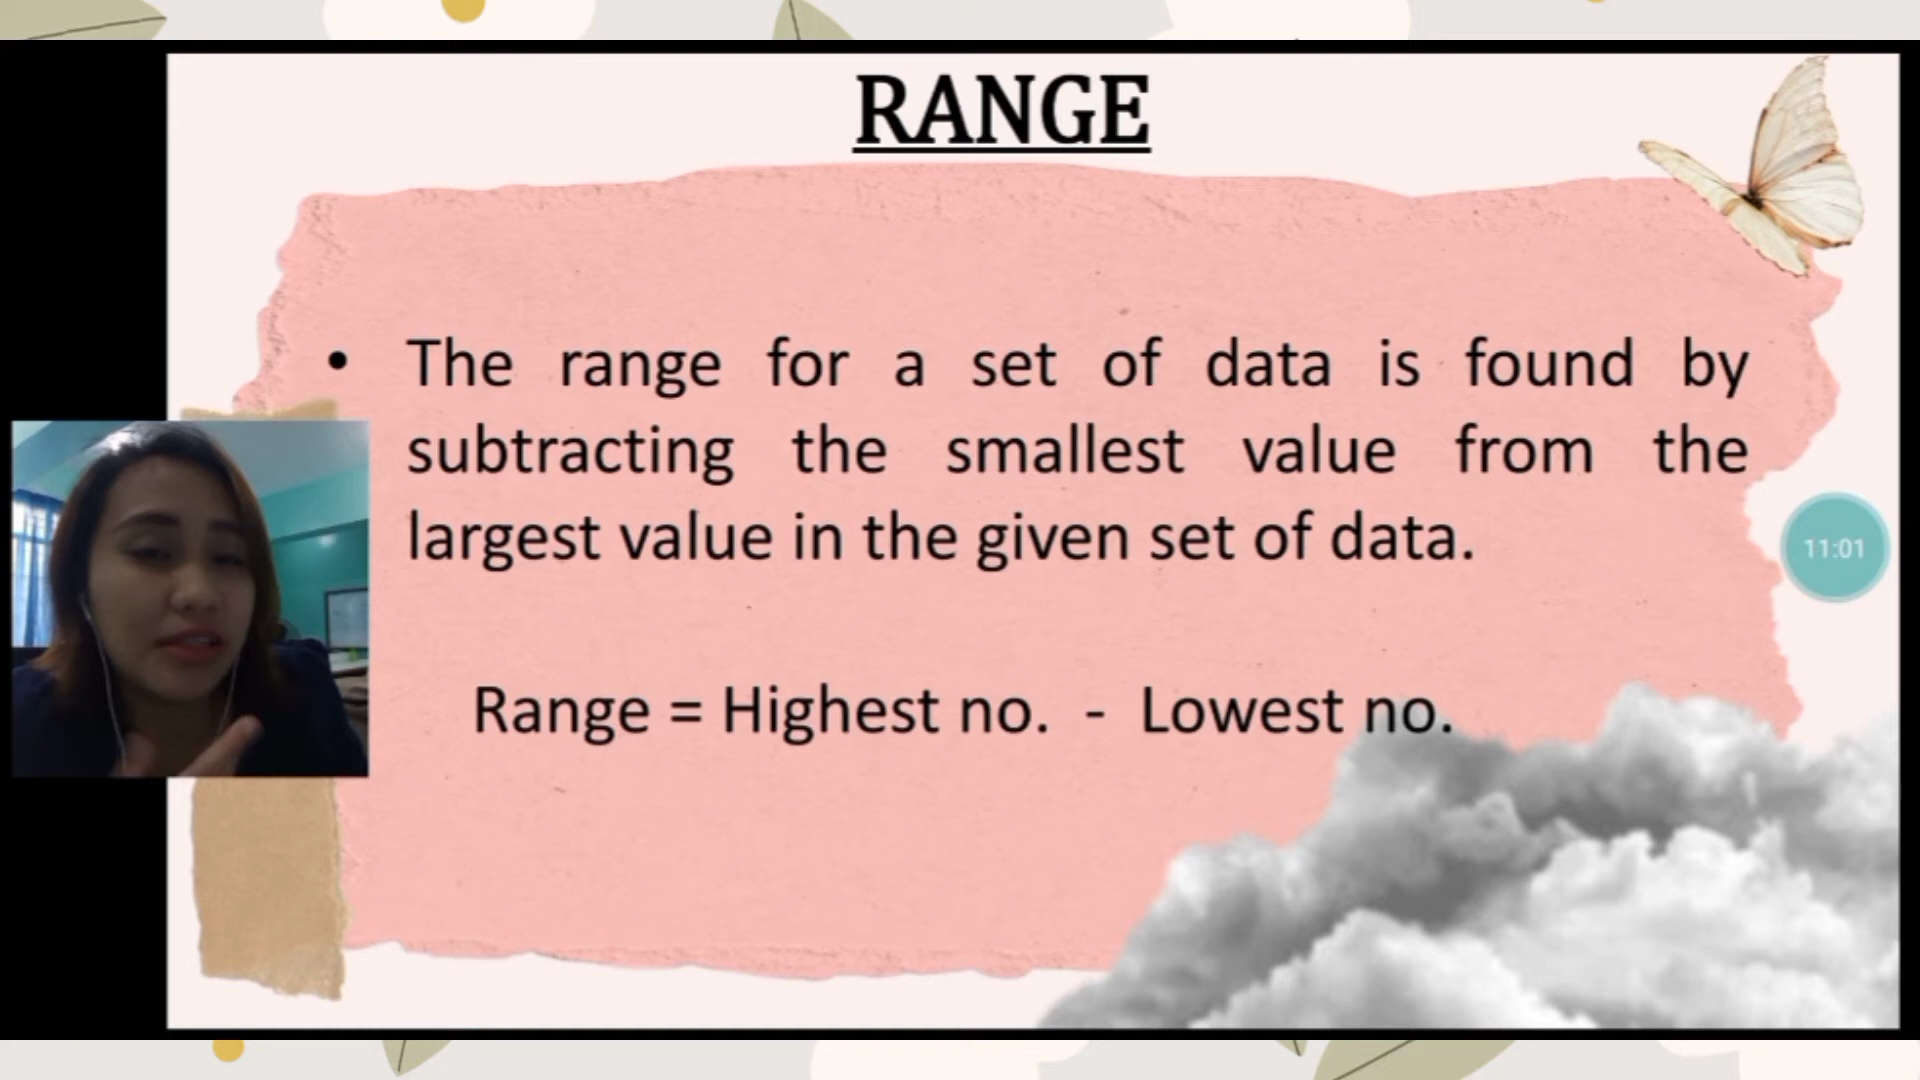 RANGE
• The range for a set of data is found by
subtracting the smallest value from the
largest value in the given set of data.
11:01
Range = Highest no. - Lowest no.